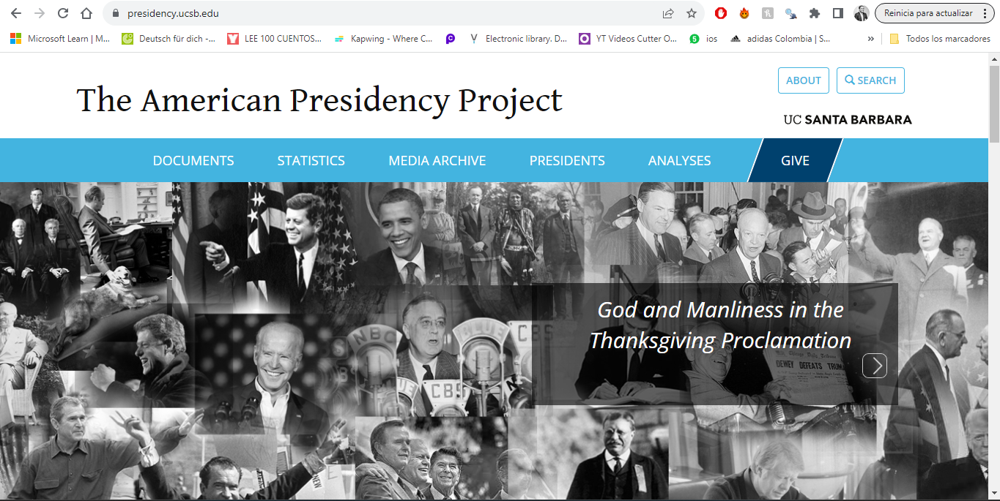 presidency.ucsb.edu
Reinicia para actualizar
Microsoft Learn | M...
Deutsch für dich -...
LEE 100 CUENTOS...
Kapwing - Where C...
Electronic library. D...
YT Videos Cutter O...
ios
adidas Colombia | S...
»
Todos los marcadores
The American Presidency Project
ABOUT
SEARCH
UC SANTA BARBARA
DOCUMENTS
STATISTICS
MEDIA ARCHIVE
PRESIDENTS
ANALYSES
GIVE
God and Manliness in the
Thanksgiving Proclamation
NBC
BLUE
CBS
CBS
DEWEY DEFEATS TRUMAN